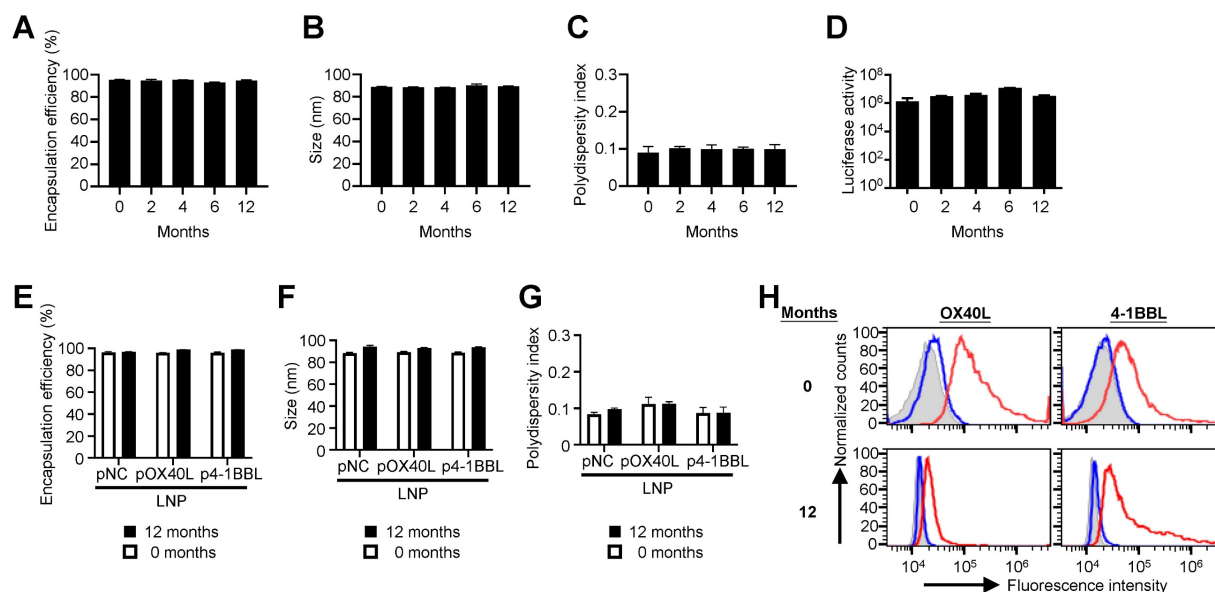 A
Encapsulation efficiency (%)
100
80
60
40
20
0
0 2 4 6 12
Months
B
Size (nm)
100
80
60
40
20
0
0 2 4 6 12
Months
C
Polydispersity index
0.3
0.2
0.1
0
0 2 4 6 12
Months
D
Luciferase activity
10⁸
10⁶
10⁴
10²
10⁰
0 2 4 6 12
Months
E
Encapsulation efficiency (%)
100
80
60
40
20
0
pNC pOX40L p4-1BBL
LNP
12 months
0 months
F
Size (nm)
100
80
60
40
20
0
pNC pOX40L p4-1BBL
LNP
12 months
0 months
G
Polydispersity index
0.3
0.2
0.1
0
pNC pOX40L p4-1BBL
LNP
12 months
0 months
H
Months OX40L 4-1BBL
0
Normalized counts
100
80
60
40
20
0
12
100
80
60
40
20
0
10⁴ 10⁵ 10⁶ 10⁴ 10⁵ 10⁶
Fluorescence intensity